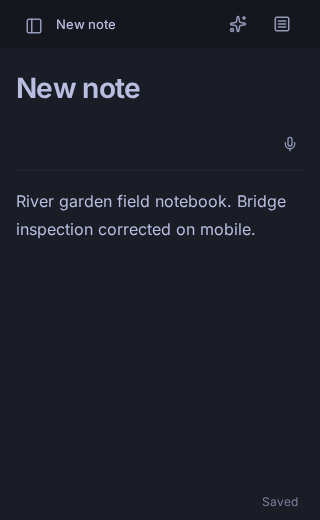 New note
New note
River garden field notebook. Bridge
inspection corrected on mobile.
Saved